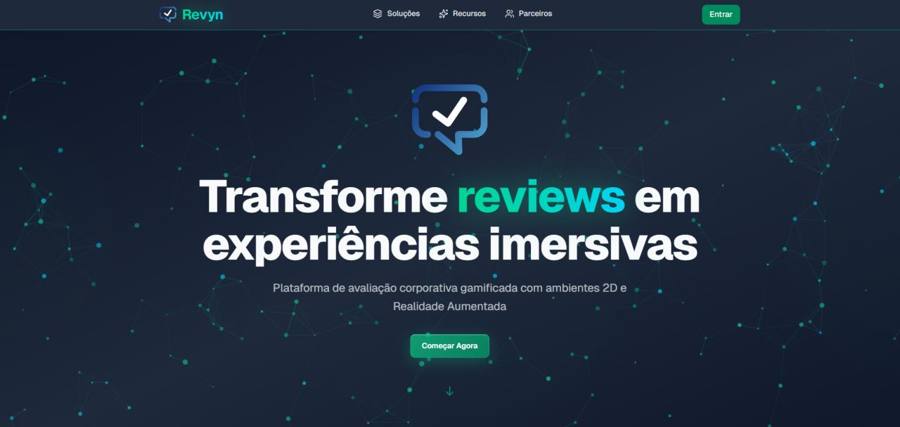 Revyn
Soluções
Recursos
Parceiros
Entrar
Transforme reviews em
experiências imersivas
Plataforma de avaliação corporativa gamificada com ambientes 2D e
Realidade Aumentada
Começar Agora